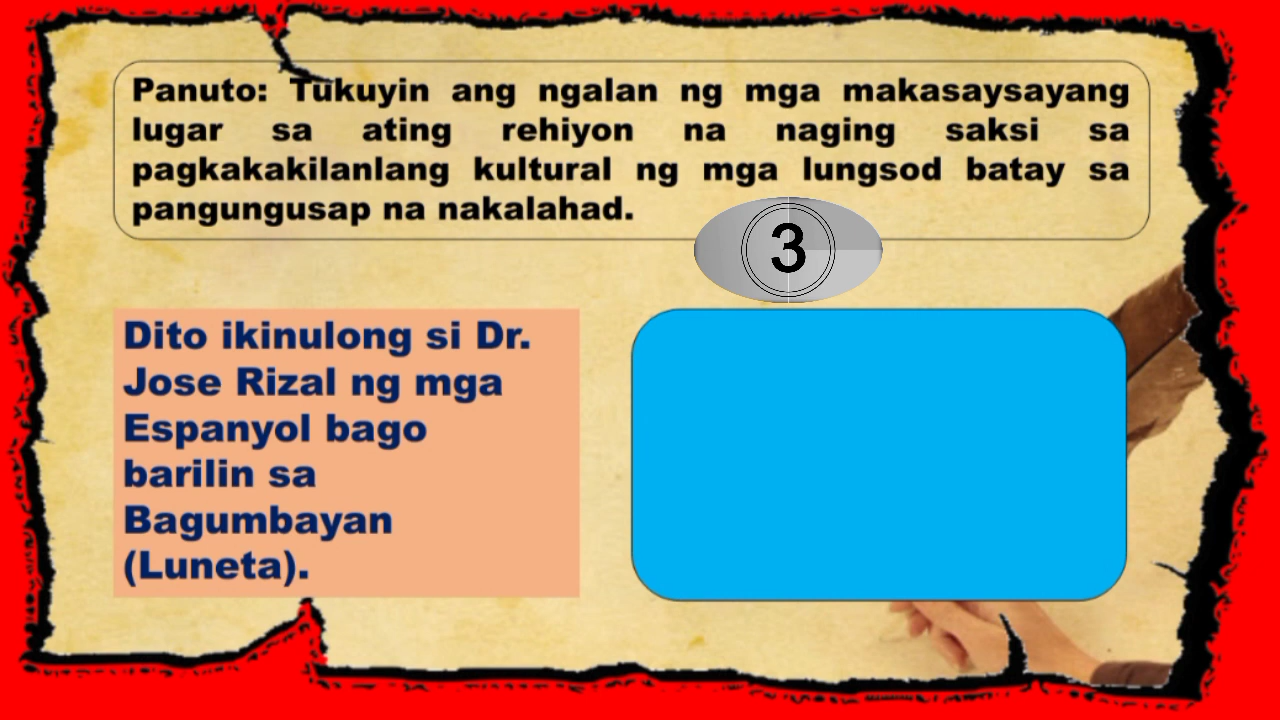 Panuto: Tukuyin ang ngalan ng mga makasaysayang
lugar sa ating rehiyon na naging saksi sa
pagkakakilanlang kultural ng mga lungsod batay sa
pangungusap na nakalahad.
3
Dito ikinulong si Dr.
Jose Rizal ng mga
Espanyol bago
barilin sa
Bagumbayan
(Luneta).